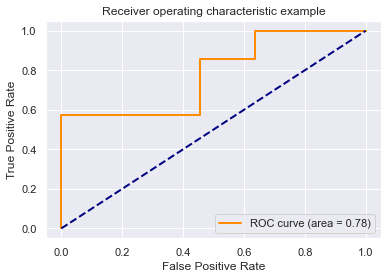 Receiver operating characteristic example
True Positive Rate
1.0
0.8
0.6
0.4
0.2
0.0
ROC curve (area = 0.78)
0.0 0.2 0.4 0.6 0.8 1.0
False Positive Rate